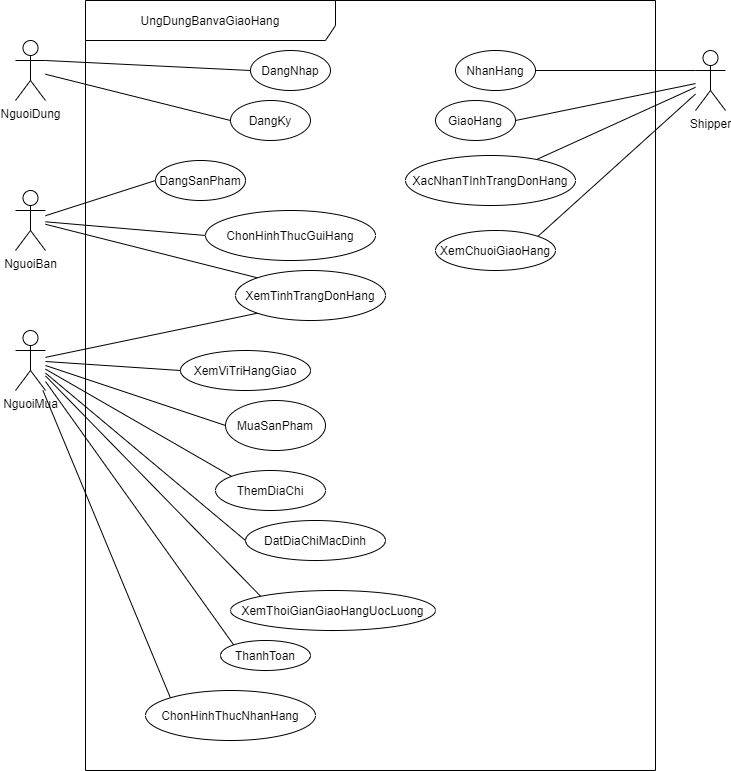 UngDungBanvaGiaoHang
NguoiDung
DangNhap
DangKy
NhanHang
GiaoHang
XacNhanTInhTrangDonHang
XemChuoiGiaoHang
Shipper
NguoiBan
DangSanPham
ChonHinhThucGuiHang
XemTinhTrangDonHang
NguoiMua
XemViTriHangGiao
MuaSanPham
ThemDiaChi
DatDiaChiMacDinh
XemThoiGianGiaoHangUocLuong
ThanhToan
ChonHinhThucNhanHang